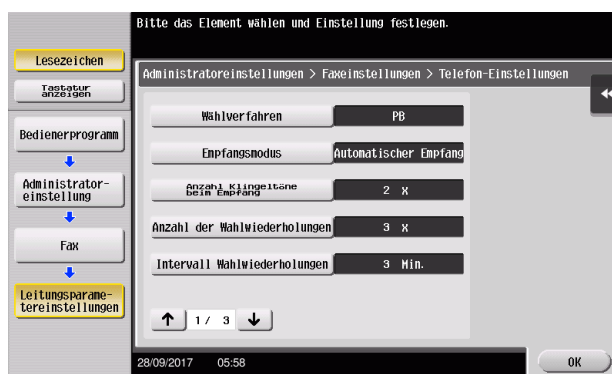 Bitte das Element wählen und Einstellung festlegen.
Lesezeichen
Tastatur
anzeigen
Bedienerprogramm
Administrator-
einstellung
Fax
Leitungsparame-
tereinstellungen
Administratoreinstellungen > Faxeinstellungen > Telefon-Einstellungen
Wählverfahren PB
Empfangsmodus Automatischer Empfang
Anzahl Klingeltöne
beim Empfang 2 X
Anzahl der Wahlwiederholungen 3 X
Intervall Wahlwiederholungen 3 Min.
↑ 1/ 3 ↓
28/09/2017 05:58
OK